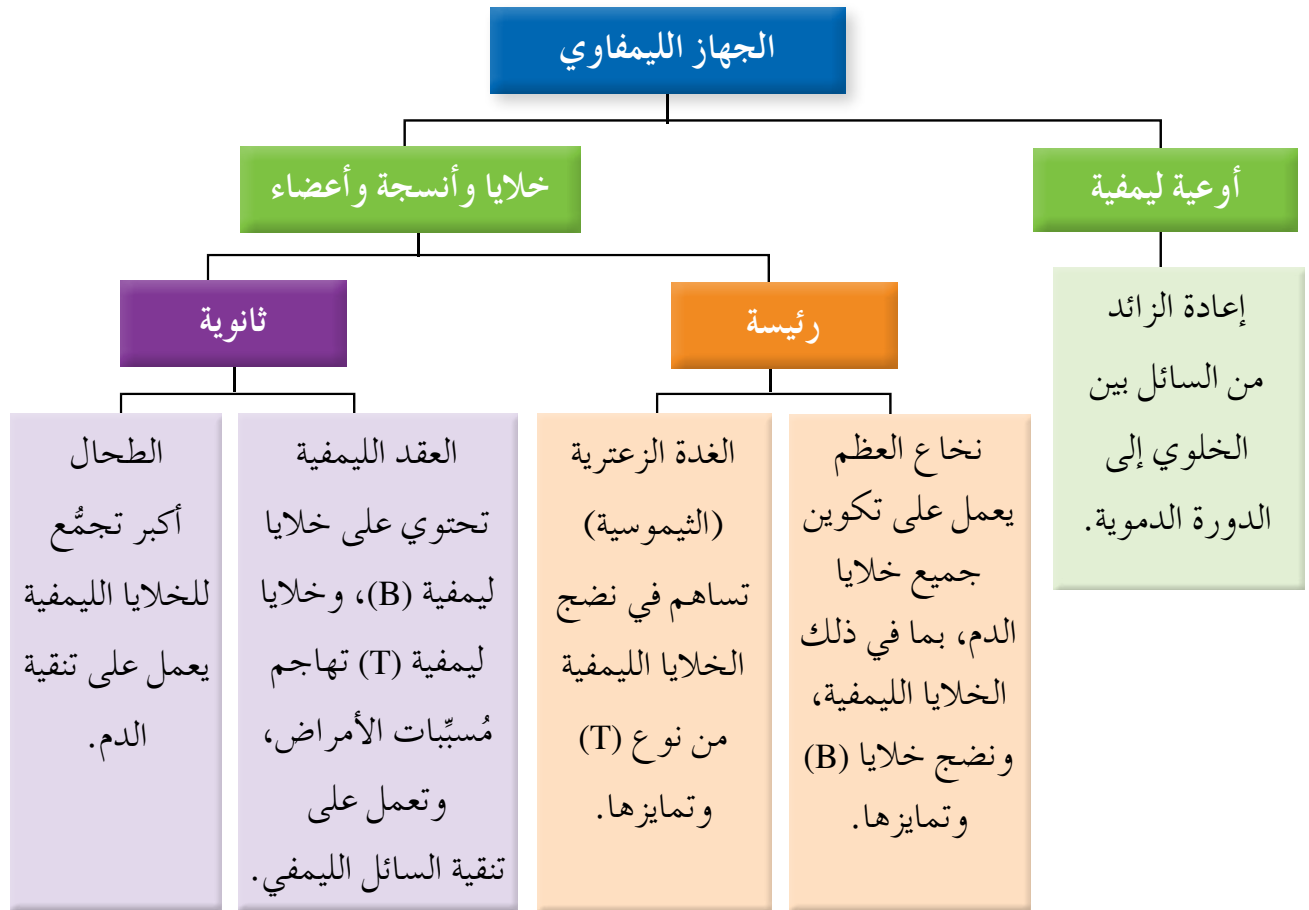 الجهاز الليمفاوي
أوعية ليمفية
إعادة الزائد
من السائل بين
الخلوي إلى
الدورة الدموية.
خلايا وأنسجة وأعضاء
رئيسة
نخاع العظم
يعمل على تكوين
جميع خلايا
الدم، بما في ذلك
الخلايا الليمفية،
ونضج خلايا (B)
وتمايزها.
الغدة الزعترية
(الثيموسية)
تساهم في نضج
الخلايا الليمفية
من نوع (T)
وتمايزها.
ثانوية
العقد الليمفية
تحتوي على خلايا
ليمفية (B)، وخلايا
ليمفية (T) تهاجم
مُسبِّبات الأمراض،
وتعمل على
تنقية السائل الليمفي.
الطحال
أكبر تجمُّع
للخلايا الليمفية
يعمل على تنقية
الدم.